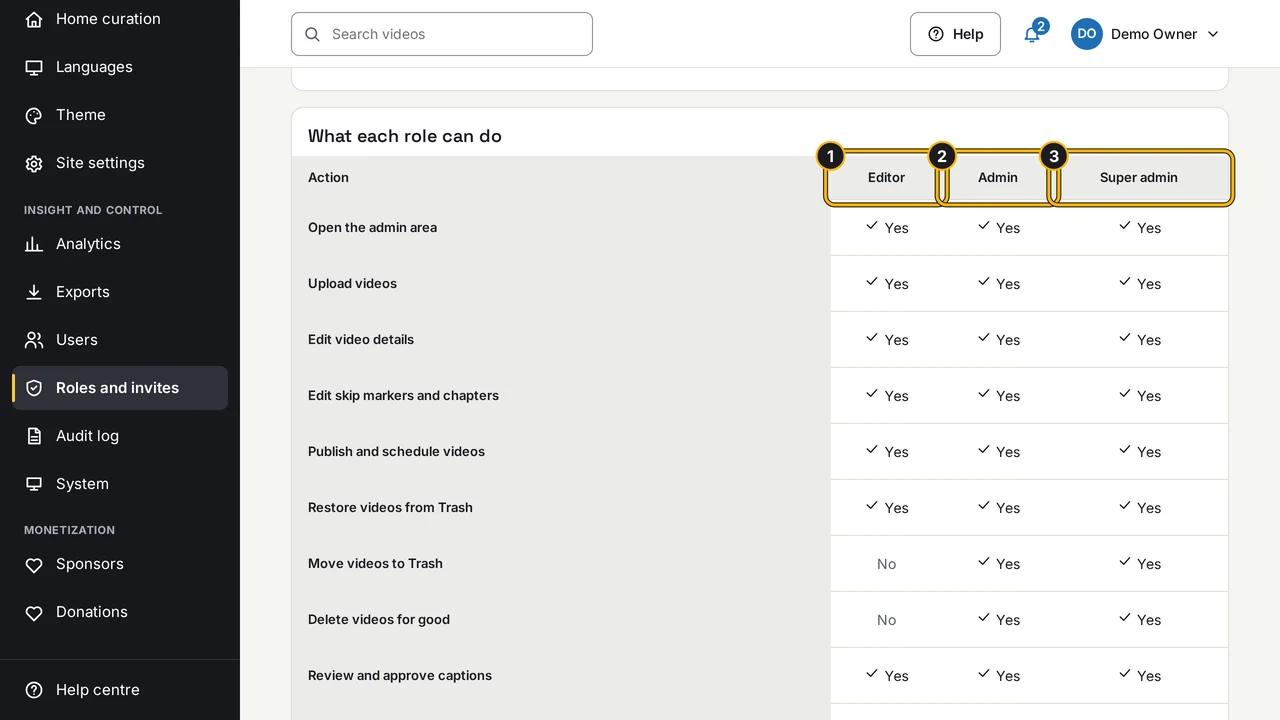 Home curation
Languages
Theme
Site settings
INSIGHT AND CONTROL
Analytics
Exports
Users
Roles and invites
Audit log
System
MONETIZATION
Sponsors
Donations
Help centre
Search videos
Help
2
DO Demo Owner
What each role can do
1 2 3
Action Editor Admin Super admin
Open the admin area Yes Yes Yes
Upload videos Yes Yes Yes
Edit video details Yes Yes Yes
Edit skip markers and chapters Yes Yes Yes
Publish and schedule videos Yes Yes Yes
Restore videos from Trash Yes Yes Yes
Move videos to Trash No Yes Yes
Delete videos for good No Yes Yes
Review and approve captions Yes Yes Yes